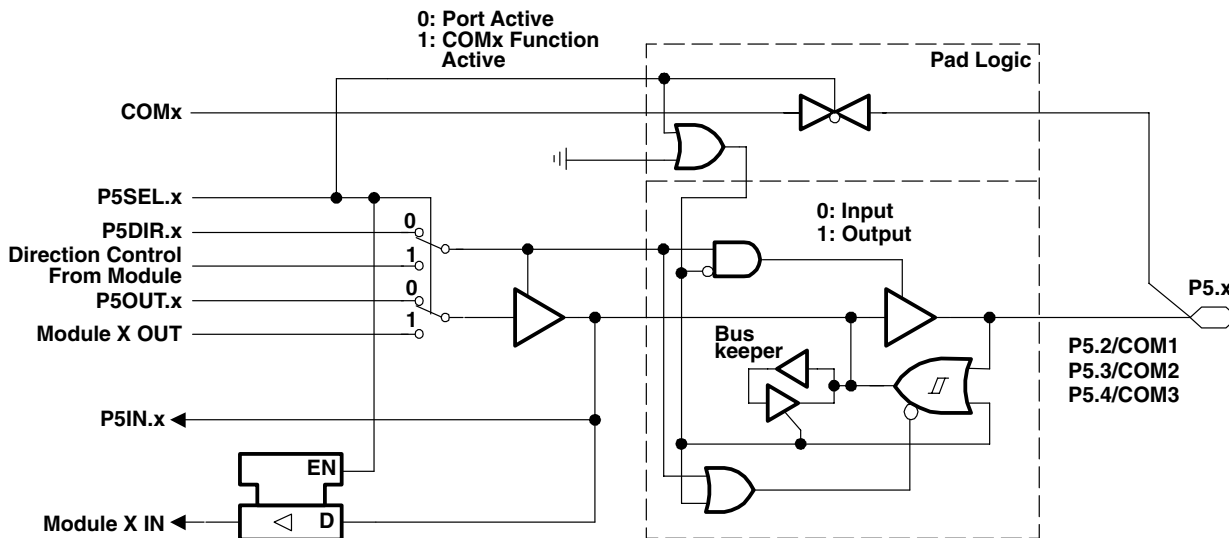 0: Port Active
1: COMx Function
Active
Pad Logic
COMx
P5SEL.x
P5DIR.x
0
Direction Control
From Module
1
P5OUT.x
0
Module X OUT
1
0: Input
1: Output
P5.x
Bus
keeper
P5.2/COM1
P5.3/COM2
P5.4/COM3
P5IN.x
EN
D
Module X IN